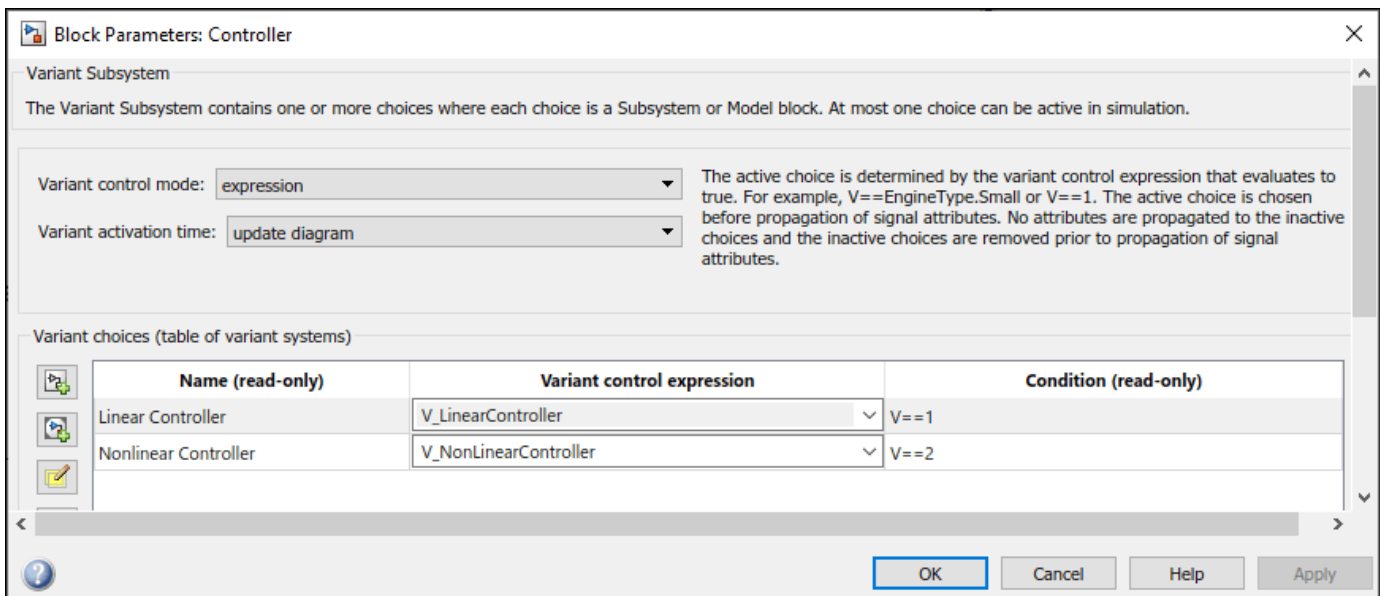 Block Parameters: Controller
Variant Subsystem
The Variant Subsystem contains one or more choices where each choice is a Subsystem or Model block. At most one choice can be active in simulation.
Variant control mode: expression
Variant activation time: update diagram
The active choice is determined by the variant control expression that evaluates to
true. For example, V==EngineType.Small or V==1. The active choice is chosen
before propagation of signal attributes. No attributes are propagated to the inactive
choices and the inactive choices are removed prior to propagation of signal
attributes.
Variant choices (table of variant systems)
Name (read-only) Variant control expression Condition (read-only)
Linear Controller V_LinearController V==1
Nonlinear Controller V_NonLinearController V==2
OK Cancel Help Apply